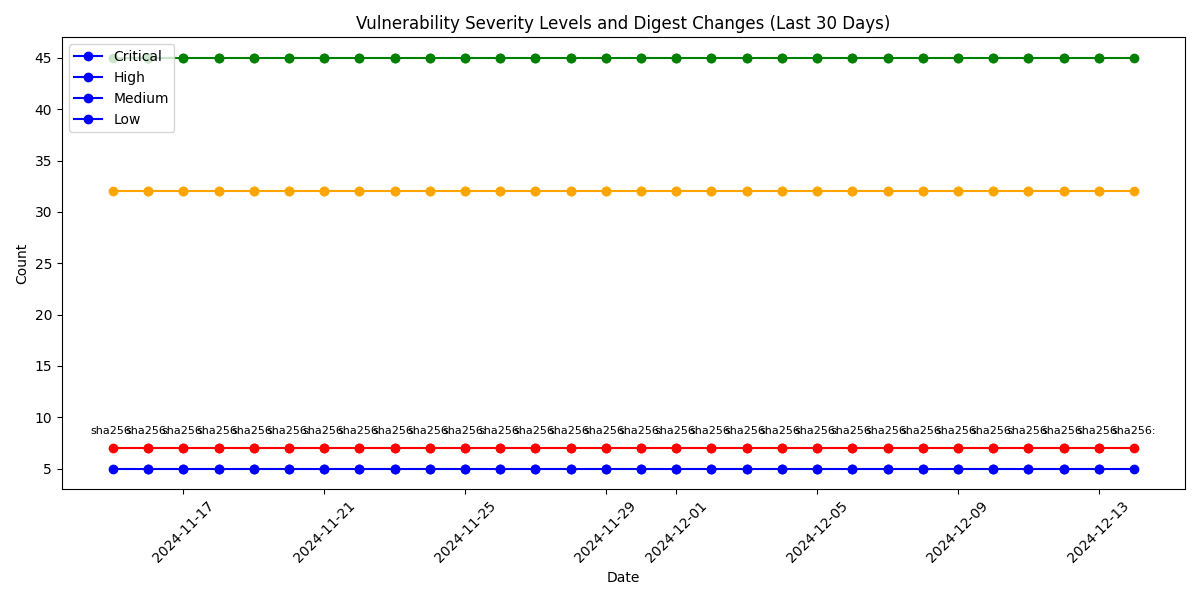 Vulnerability Severity Levels and Digest Changes (Last 30 Days)
Critical
High
Medium
Low
45
40
35
30
25
20
15
10
5
Count
sha256: sha256: sha256: sha256: sha256: sha256: sha256: sha256: sha256: sha256: sha256: sha256: sha256: sha256: sha256: sha256: sha256: sha256: sha256: sha256: sha256: sha256: sha256: sha256: sha256: sha256: sha256: sha256: sha256: sha256:
2024-11-17
2024-11-21
2024-11-25
2024-11-29
2024-12-01
2024-12-05
2024-12-09
2024-12-13
Date